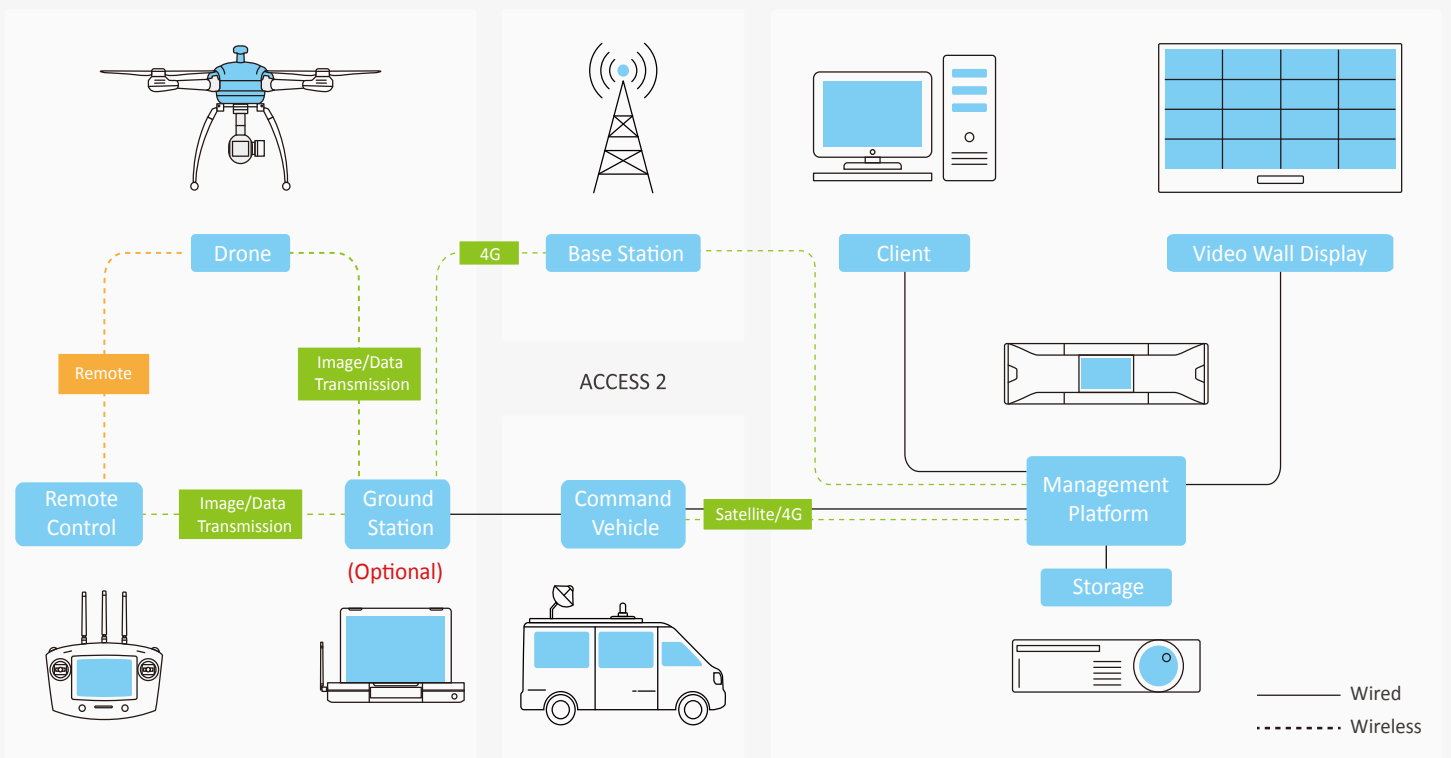 Drone
4G
Base Station
Client
Video Wall Display
Remote
Image/Data
Transmission
ACCESS 2
Remote
Control
Image/Data
Transmission
Ground
Station
(Optional)
Command
Vehicle
Satellite/4G
Management
Platform
Storage
Wired
Wireless